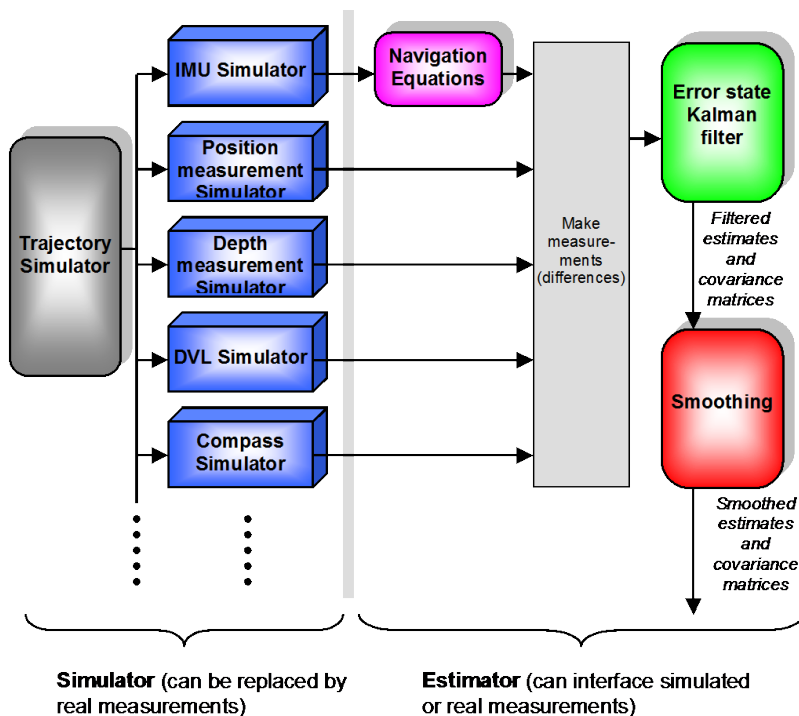 IMU Simulator
Navigation
Equations
Error state
Kalman
filter
Position
measurement
Simulator
Trajectory
Simulator
Depth
measurement
Simulator
Make
measure-
ments
(differences)
Filtered
estimates
and
covariance
matrices
DVL Simulator
Smoothing
Compass
Simulator
Smoothed
estimates
and
covariance
matrices
Simulator (can be replaced by
real measurements)
Estimator (can interface simulated
or real measurements)